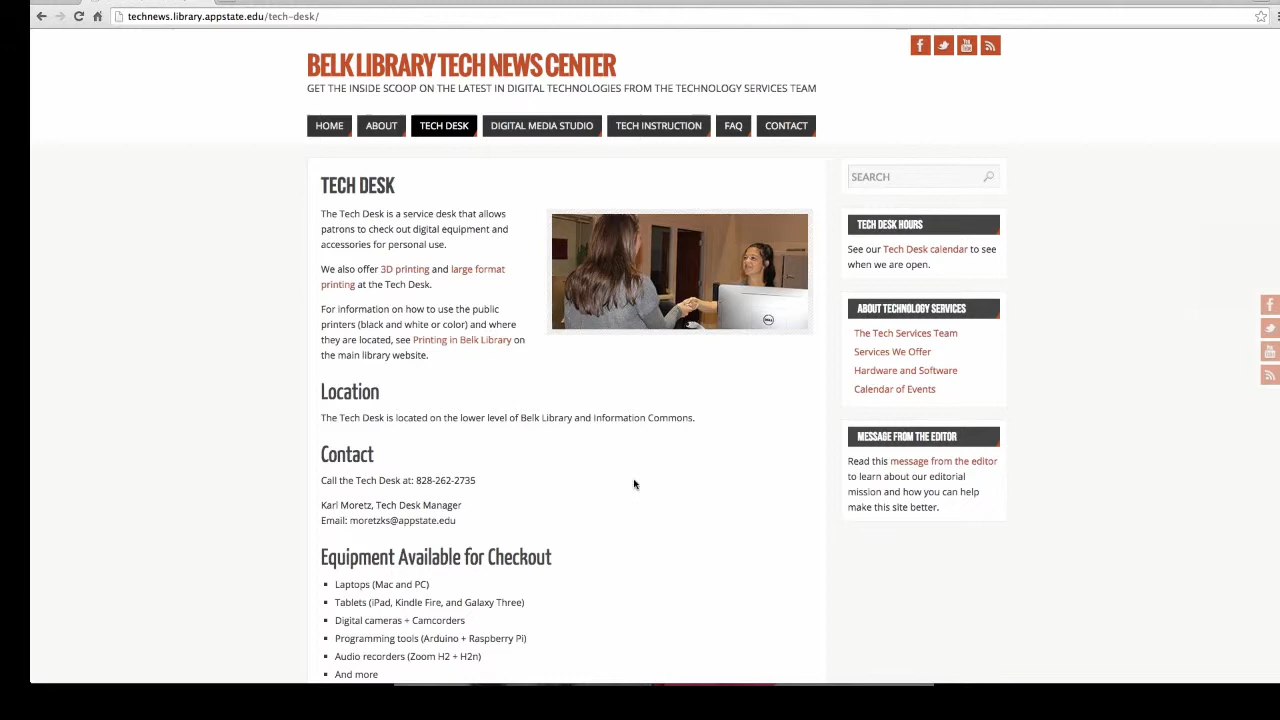 technews.library.appstate.edu/tech-desk/
BELK LIBRARY TECH NEWS CENTER
GET THE INSIDE SCOOP ON THE LATEST IN DIGITAL TECHNOLOGIES FROM THE TECHNOLOGY SERVICES TEAM
HOME ABOUT TECH DESK DIGITAL MEDIA STUDIO TECH INSTRUCTION FAQ CONTACT
TECH DESK
The Tech Desk is a service desk that allows
patrons to check out digital equipment and
accessories for personal use.
We also offer 3D printing and large format
printing at the Tech Desk.
For information on how to use the public
printers (black and white or color) and where
they are located, see Printing in Belk Library on
the main library website.
DELL
Location
The Tech Desk is located on the lower level of Belk Library and Information Commons.
Contact
Call the Tech Desk at: 828-262-2735
Karl Moretz, Tech Desk Manager
Email: moretzks@appstate.edu
Equipment Available for Checkout
Laptops (Mac and PC)
Tablets (iPad, Kindle Fire, and Galaxy Three)
Digital cameras + Camcorders
Programming tools (Arduino + Raspberry Pi)
Audio recorders (Zoom H2 + H2n)
And more
SEARCH
TECH DESK HOURS
See our Tech Desk calendar to see
when we are open.
ABOUT TECHNOLOGY SERVICES
The Tech Services Team
Services We Offer
Hardware and Software
Calendar of Events
MESSAGE FROM THE EDITOR
Read this message from the editor
to learn about our editorial
mission and how you can help
make this site better.